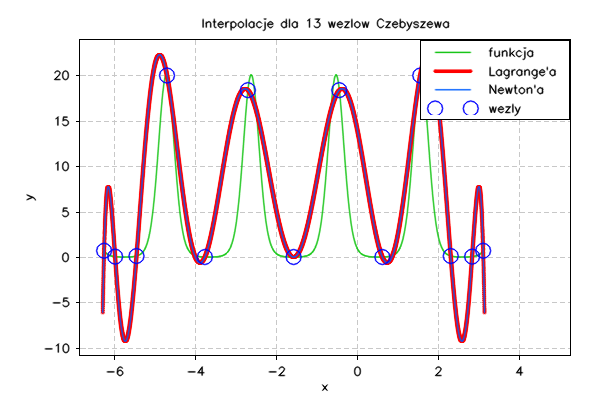 Interpolacje dla 13 wezlow Czebyszewa
funkcja
Lagrange'a
Newton'a
wezly
20
15
10
5
0
−5
−10
y
−6 −4 −2 0 2 4
x